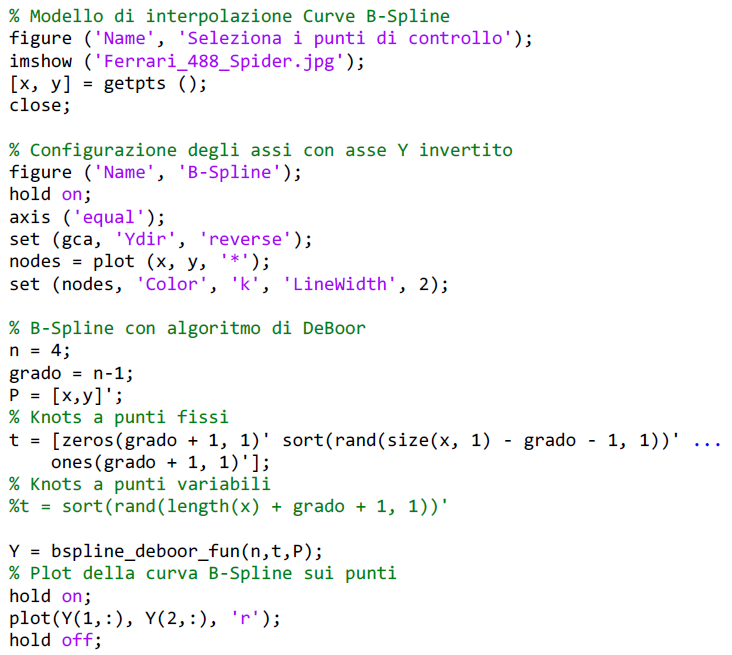 % Modello di interpolazione Curve B-Spline
figure ('Name', 'Seleziona i punti di controllo');
imshow ('Ferrari_488_Spider.jpg');
[x, y] = getpts ();
close;
% Configurazione degli assi con asse Y invertito
figure ('Name', 'B-Spline');
hold on;
axis ('equal');
set (gca, 'Ydir', 'reverse');
nodes = plot (x, y, '*');
set (nodes, 'Color', 'k', 'LineWidth', 2);
% B-Spline con algoritmo di DeBoor
n = 4;
grado = n-1;
P = [x,y]';
% Knots a punti fissi
t = [zeros(grado + 1, 1)' sort(rand(size(x, 1) - grado - 1, 1))' ...
    ones(grado + 1, 1)'];
% Knots a punti variabili
%t = sort(rand(length(x) + grado + 1, 1))'
Y = bspline_deboor_fun(n,t,P);
% Plot della curva B-Spline sui punti
hold on;
plot(Y(1,:), Y(2,:), 'r');
hold off;